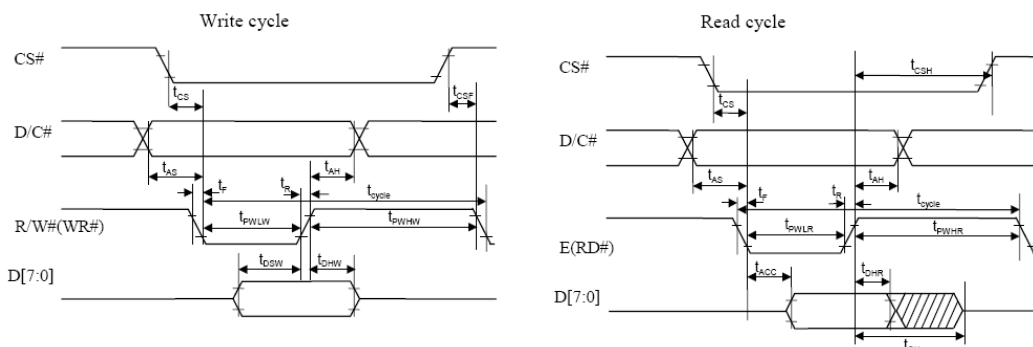 Write cycle
CS#
tCS
tCSF
D/C#
tAS
tF
tR
tAH
tcycle
R/W#(WR#)
tPWLW
tPWHW
D[7:0]
tDSW
tDHW
Read cycle
CS#
tCSH
tCS
D/C#
tAS
tF
tR
tAH
tcycle
E(RD#)
tPWLR
tPWHR
tACC
tDHR
D[7:0]